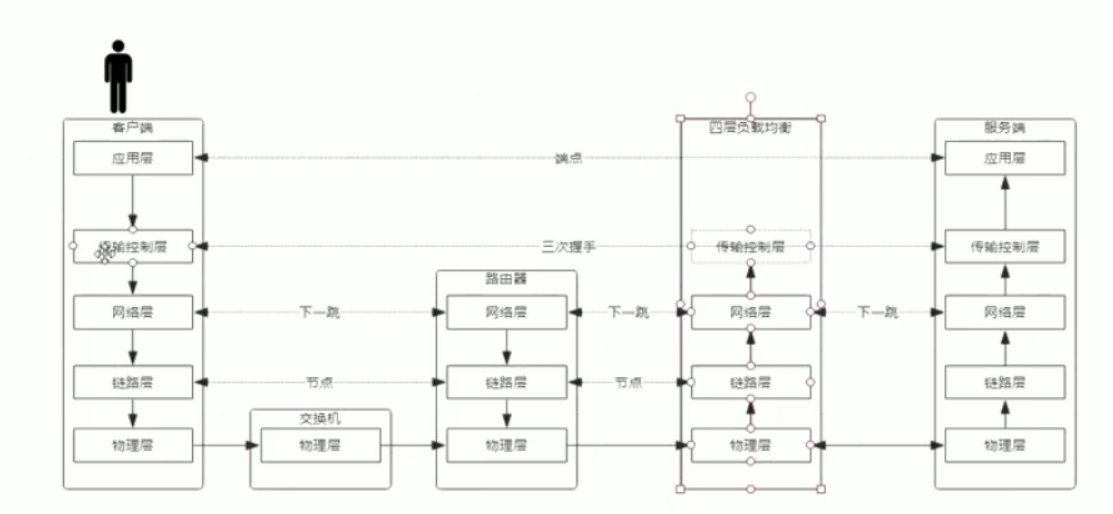 客户端
四层负载均衡
服务端
应用层
端点
应用层
传输控制层
三次握手
传输控制层
传输控制层
路由器
网络层
下一跳
网络层
下一跳
网络层
下一跳
网络层
链路层
节点
链路层
节点
链路层
链路层
交换机
物理层
物理层
物理层
物理层
物理层